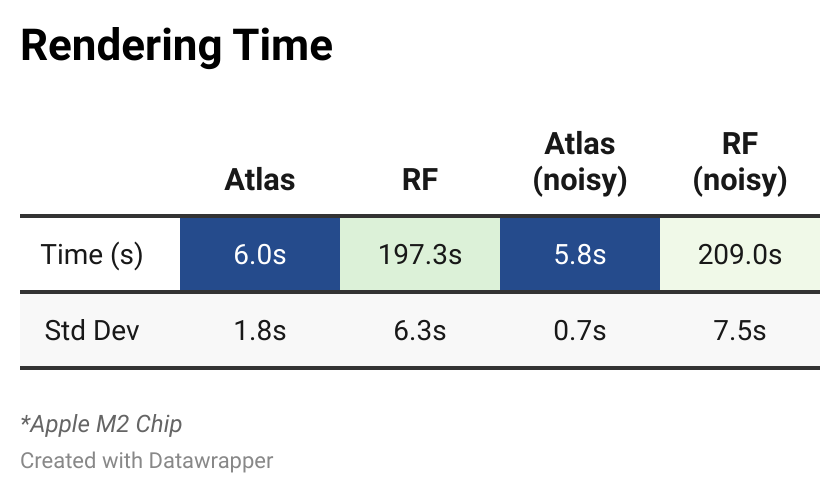 Rendering Time
Atlas RF Atlas (noisy) RF (noisy)
Time (s) 6.0s 197.3s 5.8s 209.0s
Std Dev 1.8s 6.3s 0.7s 7.5s
*Apple M2 Chip
Created with Datawrapper